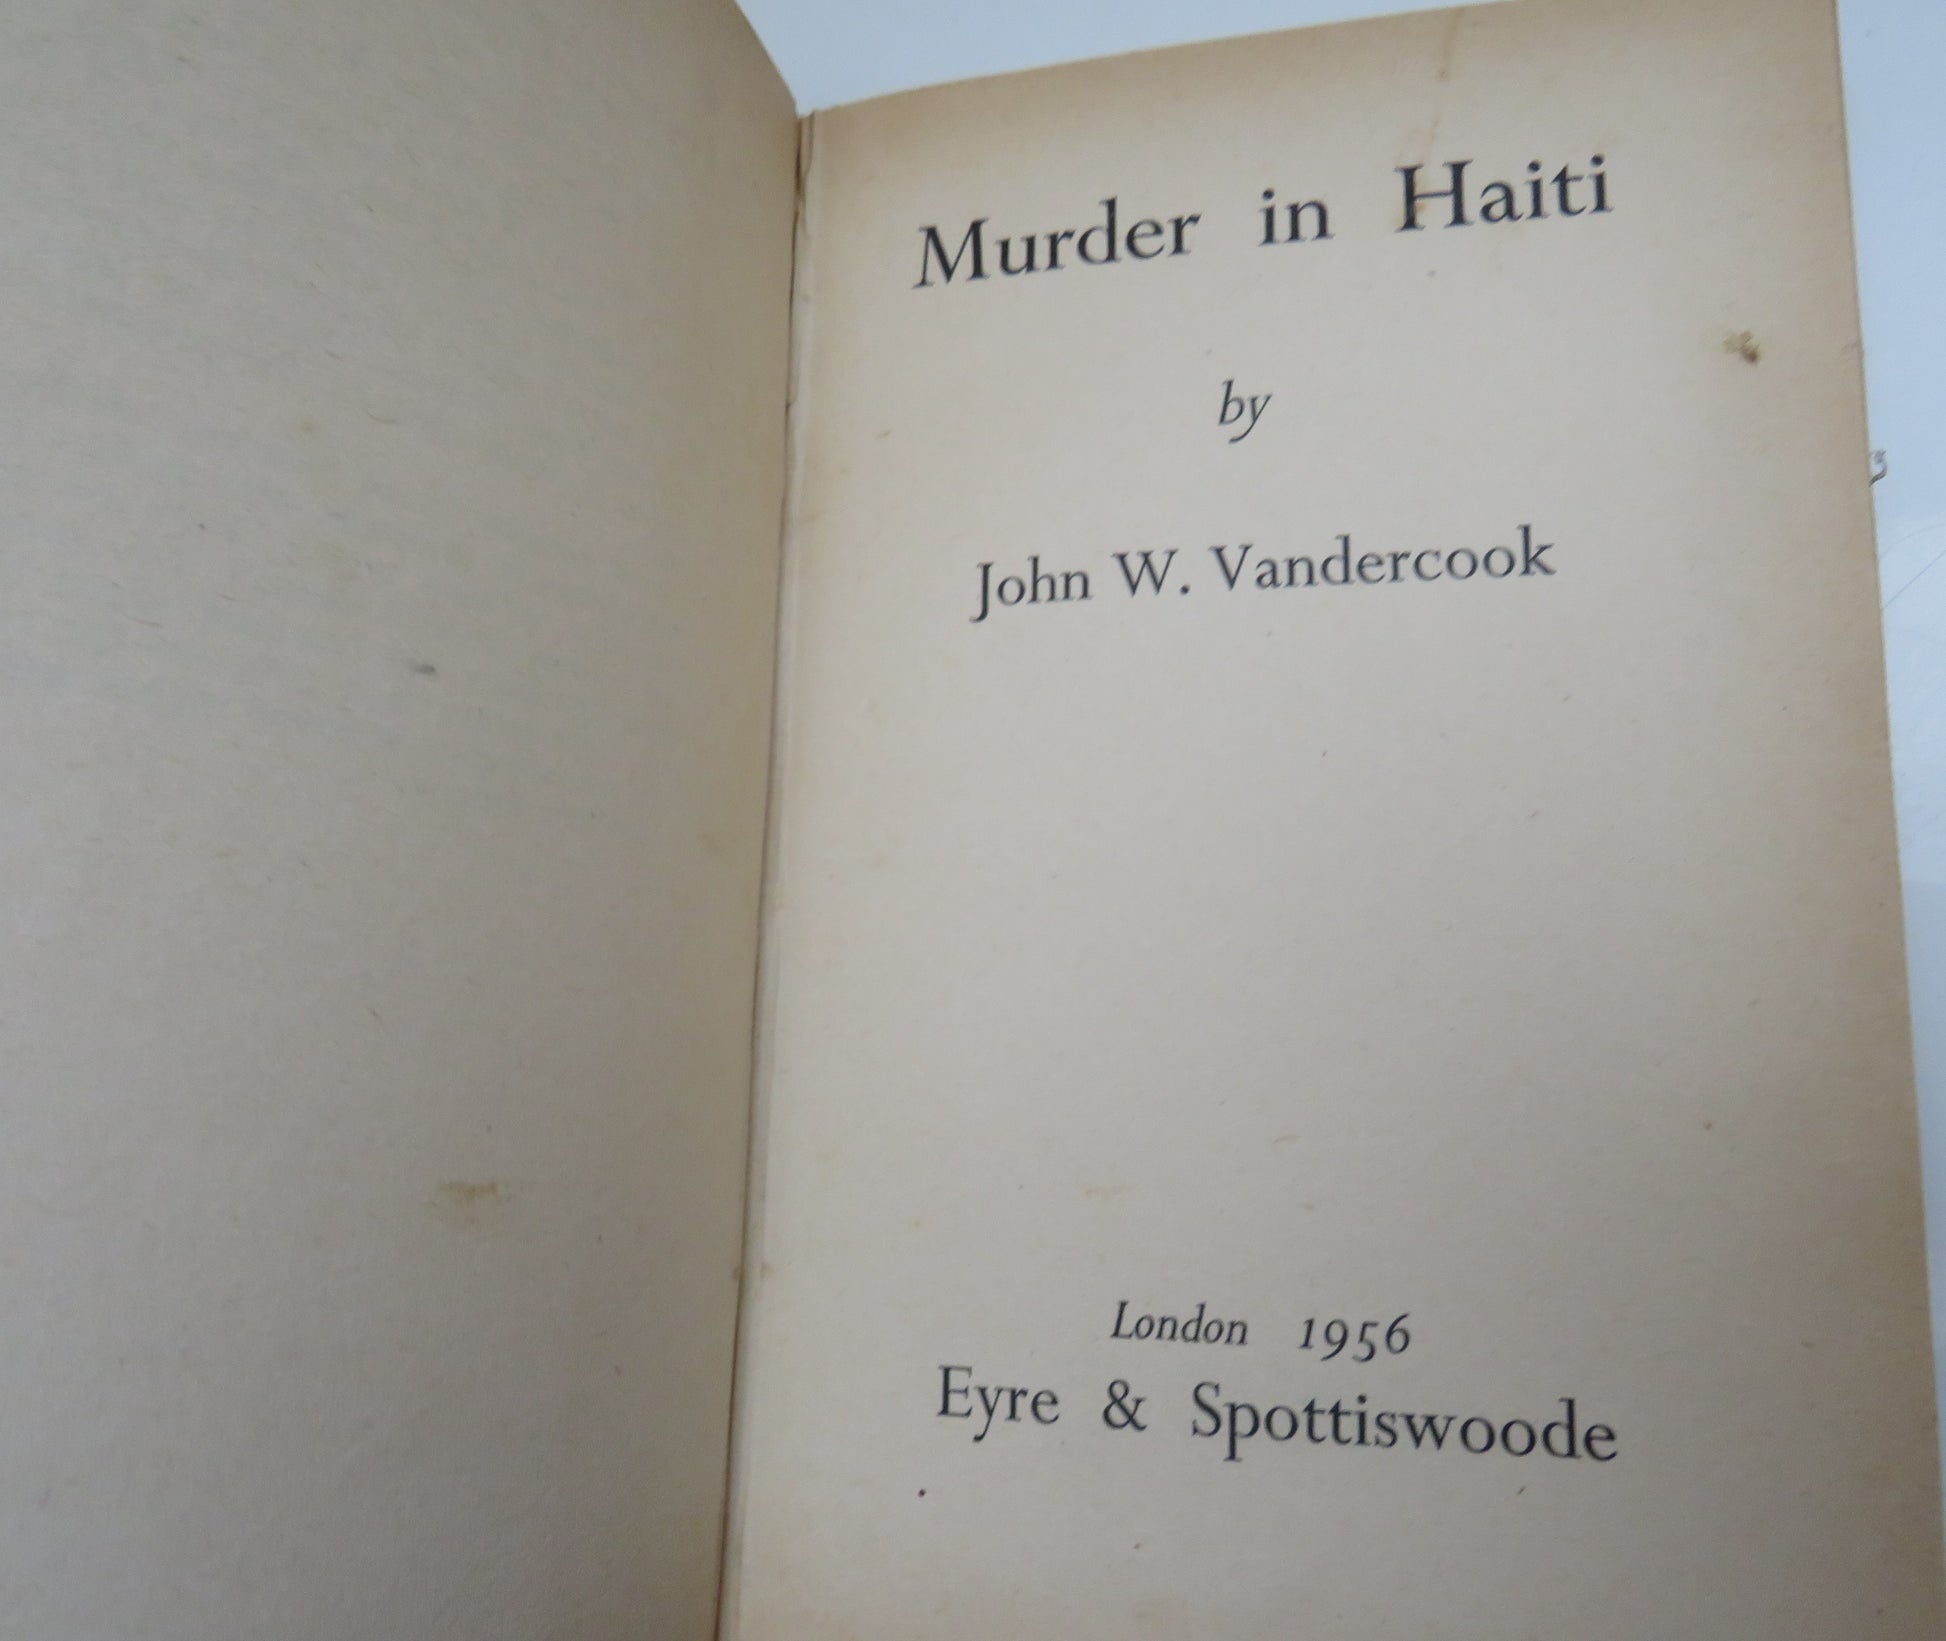 Murder in Haiti
by
John W. Vandercook
London 1956
Eyre & Spottiswoode